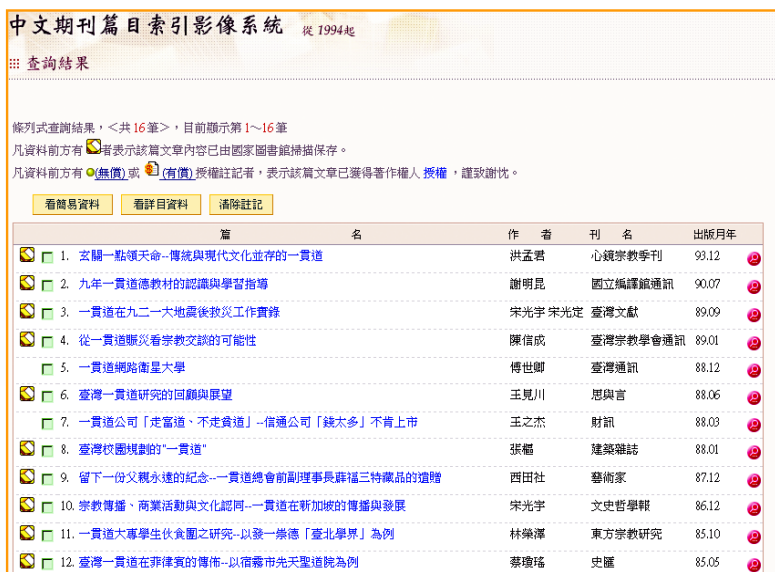 中文期刊篇目索引影像系統 從1994起
查詢結果
條列式查詢結果，<共16筆>，目前顯示第1～16筆
凡資料前方有 者表示該篇文章內容已由國家圖書館掃描保存。
凡資料前方有 (無償)或 (有償)授權註記者，表示該篇文章已獲得著作權人 授權 ，謹致謝忱。
看簡易資料 看詳目資料 清除註記
篇 名 作 者 刊 名 出版月年
1. 玄關一點領天命--傳統與現代文化並存的一貫道 洪孟君 心鏡宗教季刊 93.12
2. 九年一貫道德教材的認識與學習指導 謝明昆 國立編譯館通訊 90.07
3. 一貫道在九二一大地震後救災工作實錄 宋光宇 宋光定 臺灣文獻 89.09
4. 從一貫道賑災看宗教交談的可能性 陳信成 臺灣宗教學會通訊 89.01
5. 一貫道網路衛星大學 傅世卿 臺灣通訊 88.12
6. 臺灣一貫道研究的回顧與展望 王見川 思與言 88.06
7. 一貫道公司「走富道、不走貧道」--信通公司「錢太多」不肯上市 王之杰 財訊 88.03
8. 臺灣校園規劃的"一貫道" 張樞 建築雜誌 88.01
9. 留下一份父親永遠的紀念--一貫道總會前副理事長薛福三特藏品的遺贈 西田社 藝術家 87.12
10. 宗教傳播、商業活動與文化認同--一貫道在新加坡的傳播與發展 宋光宇 文史哲學報 86.12
11. 一貫道大專學生伙食團之研究--以發一崇德「臺北學界」為例 林榮澤 東方宗教研究 85.10
12. 臺灣一貫道在菲律賓的傳佈--以宿霧市先天聖道院為例 蔡瓊瑤 史匯 85.05